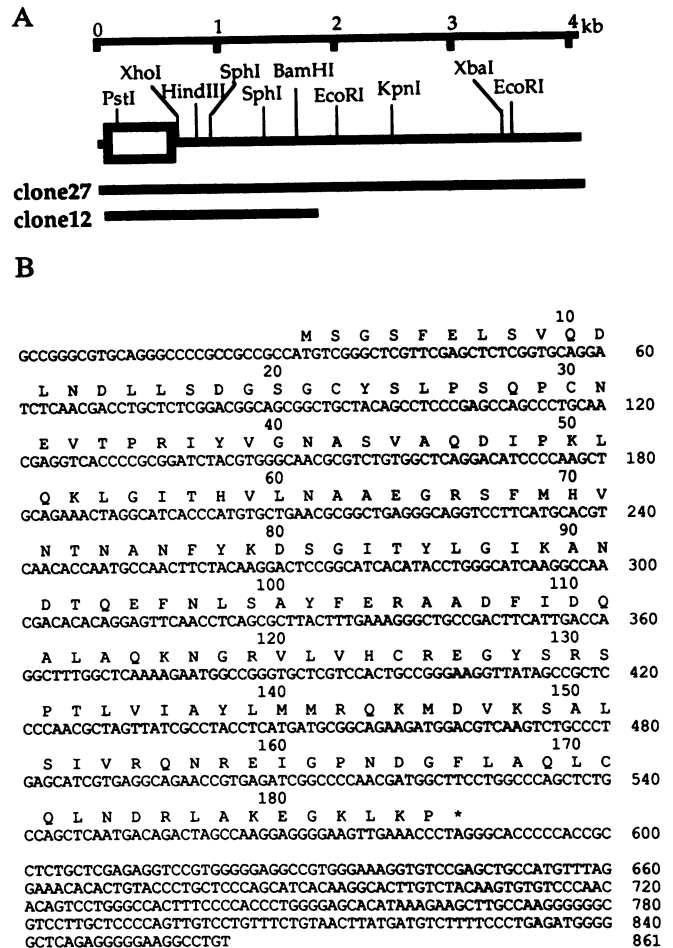 A
0 1 2 3 4 kb
XhoI SphI BamHI XbaI
PstI HindIII SphI EcoRI KpnI EcoRI
clone27
clone12
B
10
M S G S F E L S V Q D
GCCGGGCGTGCAGGGCCCCGCCGCCGCCATGTCGGGCTCGTTCGAGCTCTCGGTGCAGGA 60
20 30
L N D L L S D G S G C Y S L P S Q P C N
TCTCAACGACCTGCTCTCGGACGGCAGCGGCTGCTACAGCCTCCCGAGCCAGCCCTGCAA 120
40 50
E V T P R I Y V G N A S V A Q D I P K L
CGAGGTCACCCCGCGGATCTACGTGGGCAACGCGTCTGTGGCTCAGGACATCCCCAAGCT 180
60 70
Q K L G I T H V L N A A E G R S F M H V
GCAGAAACTAGGCATCACCCATGTGCTGAACGCGGCTGAGGGCAGGTCCTTCATGCACGT 240
80 90
N T N A N F Y K D S G I T Y L G I K A N
CAACACCAATGCCAACTTCTACAAGGACTCCGGCATCACATACCTGGGCATCAAGGCCAA 300
100 110
D T Q E F N L S A Y F E R A A D F I D Q
CGACACACAGGAGTTCAACCTCAGCGCTTACTTTGAAAGGGCTGCCGACTTCATTGACCA 360
120 130
A L A Q K N G R V L V H C R E G Y S R S
GGCTTTGGCTCAAAAGAATGGCCGGGTGCTCGTCCACTGCCGGGAAGGTTATAGCCGCTC 420
140 150
P T L V I A Y L M M R Q K M D V K S A L
CCCAACGCTAGTTATCGCCTACCTCATGATGCGGCAGAAGATGGACGTCAAGTCTGCCCT 480
160 170
S I V R Q N R E I G P N D G F L A Q L C
GAGCATCGTGAGGCAGAACCGTGAGATCGGCCCCAACGATGGCTTCCTGGCCCAGCTCTG 540
180
Q L N D R L A K E G K L K P *
CCAGCTCAATGACAGACTAGCCAAGGAGGGGAAGTTGAAACCCTAGGGCACCCCCACCGC 600
CTCTGCTCGAGAGGTCCGTGGGGGAGGCCGTGGGAAAGGTGTCCGAGCTGCCATGTTTAG 660
GAAACACACTGTACCCTGCTCCCAGCATCACAAGGCACTTGTCTACAAGTGTGTCCCAAC 720
ACAGTCCTGGGCCACTTTCCCCACCCTGGGGAGCACATAAAGAAGCTTGCCAAGGGGGGC 780
GTCCTTGCTCCCCAGTTGTCCTGTTTCTGTAACTTATGATGTCTTTTCCCTGAGATGGGG 840
GCTCAGAGGGGGAAGGCCTGT 861